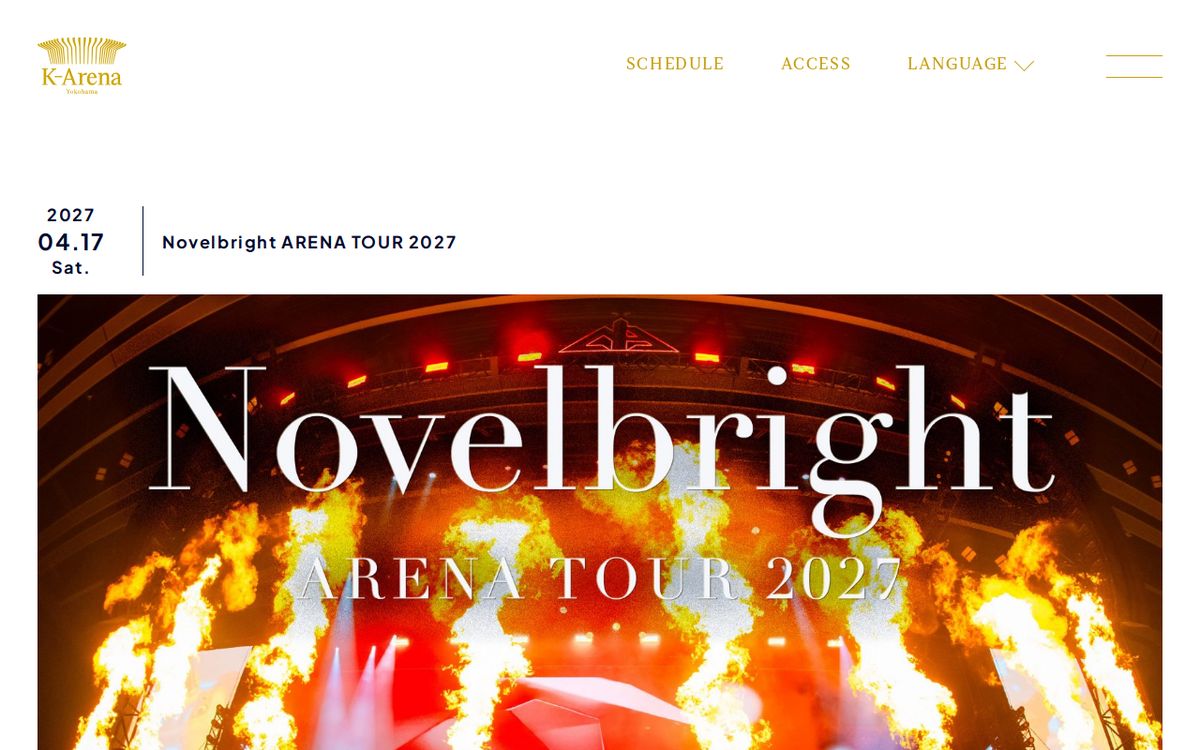 K-Arena
Yokohama
SCHEDULE
ACCESS
LANGUAGE
2027
04.17
Sat.
Novelbright ARENA TOUR 2027
Novelbright
ARENA TOUR 2027